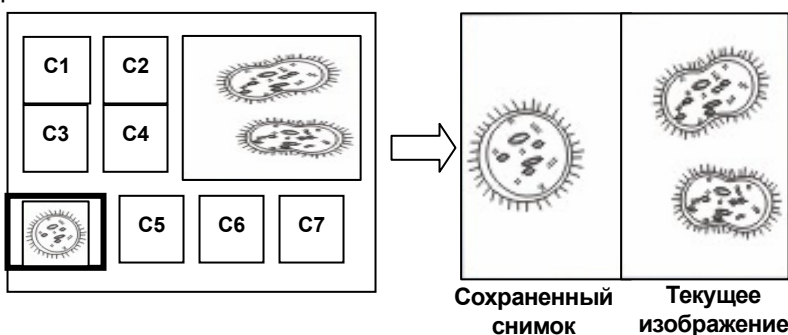 C1 C2
C3 C4
C5 C6 C7
Сохраненный снимок
Текущее изображение